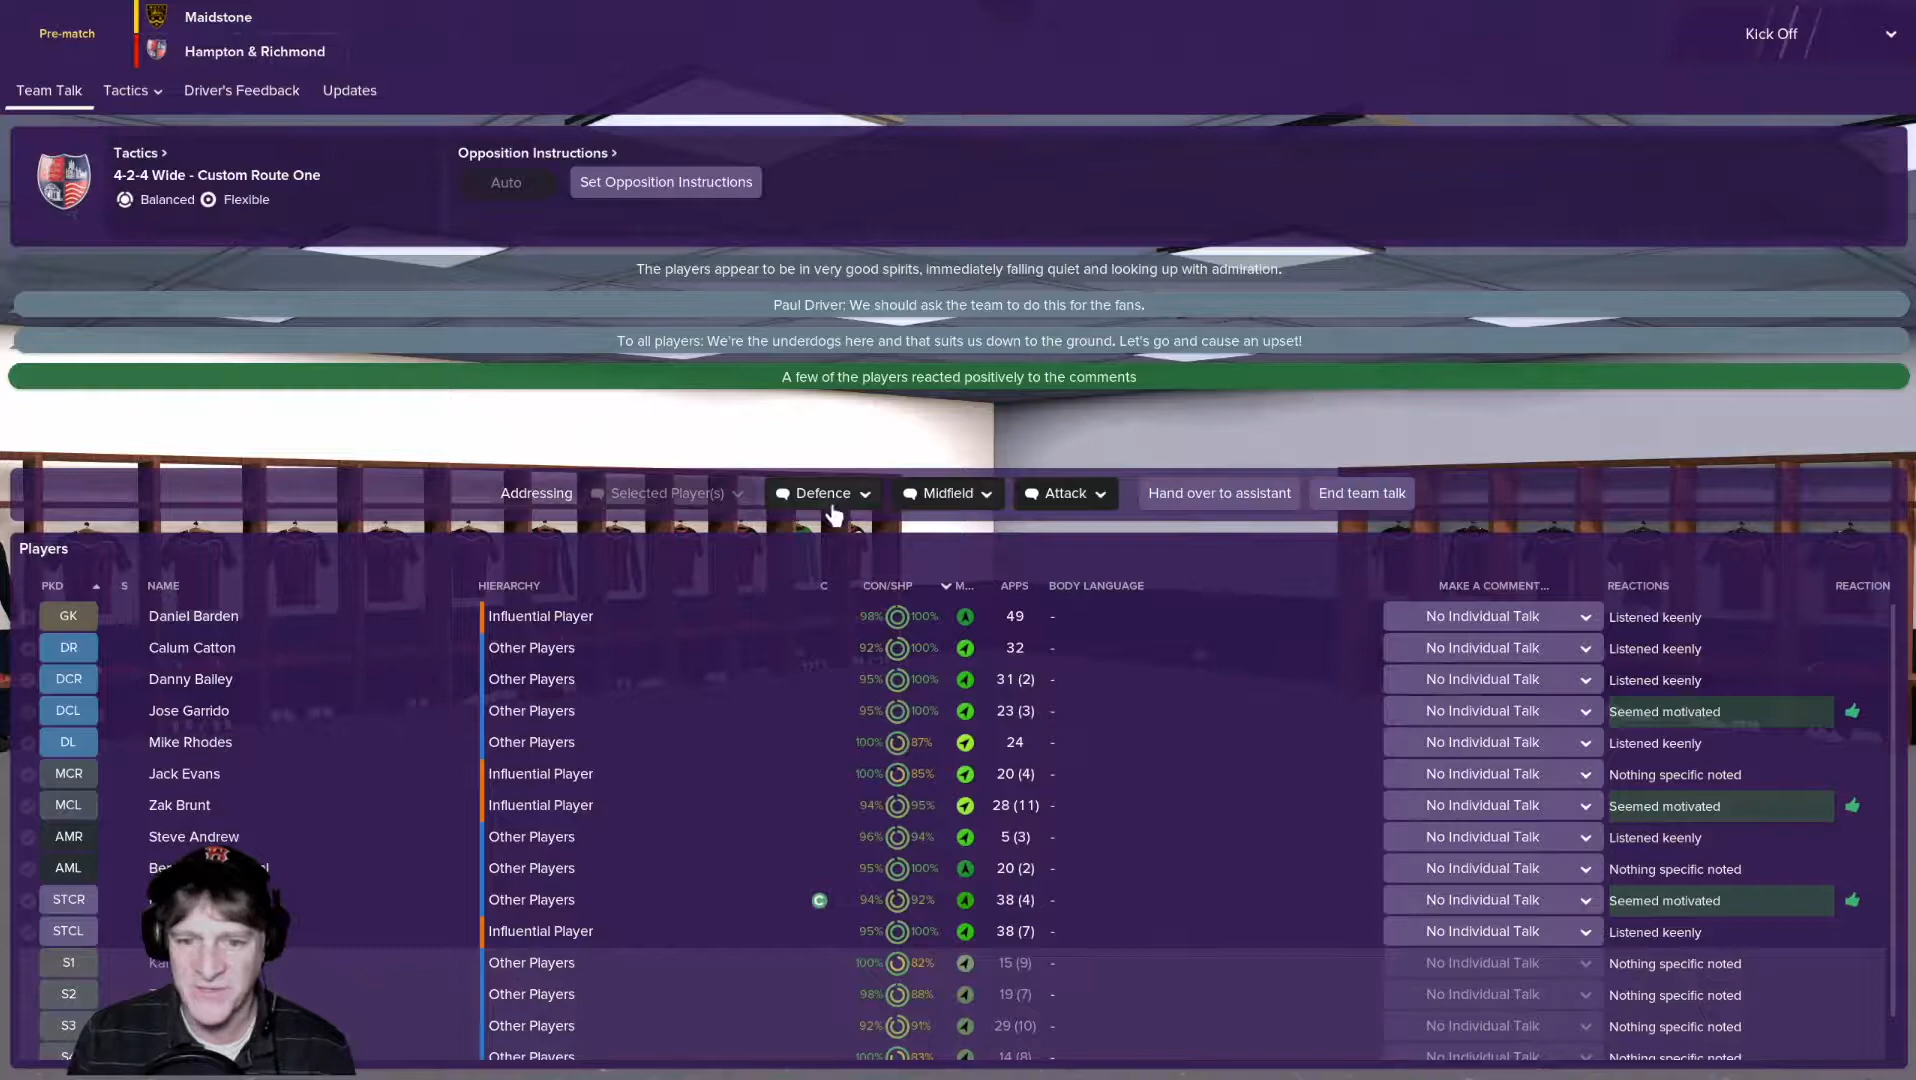 Pre-match
Maidstone
Hampton & Richmond
Kick Off
Team Talk Tactics Driver's Feedback Updates
Tactics >
4-2-4 Wide - Custom Route One
Balanced Flexible
Opposition Instructions >
Auto Set Opposition Instructions
The players appear to be in very good spirits, immediately falling quiet and looking up with admiration.
Paul Driver: We should ask the team to do this for the fans.
To all players: We're the underdogs here and that suits us down to the ground. Let's go and cause an upset!
A few of the players reacted positively to the comments
Addressing Selected Player(s) Defence Midfield Attack Hand over to assistant End team talk
Players
PKD S NAME HIERARCHY C CON/SHP M... APPS BODY LANGUAGE MAKE A COMMENT... REACTIONS REACTION
GK Daniel Barden Influential Player 98% 100% 49 - No Individual Talk Listened keenly
DR Calum Catton Other Players 92% 100% 32 - No Individual Talk Listened keenly
DCR Danny Bailey Other Players 95% 100% 31 (2) - No Individual Talk Listened keenly
DCL Jose Garrido Other Players 95% 100% 23 (3) - No Individual Talk Seemed motivated
DL Mike Rhodes Other Players 100% 87% 24 - No Individual Talk Listened keenly
MCR Jack Evans Influential Player 100% 85% 20 (4) - No Individual Talk Nothing specific noted
MCL Zak Brunt Influential Player 94% 95% 28 (11) - No Individual Talk Seemed motivated
AMR Steve Andrew Other Players 96% 94% 5 (3) - No Individual Talk Listened keenly
AML Other Players 95% 100% 20 (2) - No Individual Talk Nothing specific noted
STCR Other Players C 94% 92% 38 (4) - No Individual Talk Seemed motivated
STCL Influential Player 95% 100% 38 (7) - No Individual Talk Listened keenly
S1 Other Players 100% 82% 15 (9) - No Individual Talk Nothing specific noted
S2 Other Players 98% 88% 19 (7) - No Individual Talk Nothing specific noted
S3 Other Players 92% 91% 29 (10) - No Individual Talk Nothing specific noted
Other Players 100% 83% 14 (8) - No Individual Talk Nothing specific noted